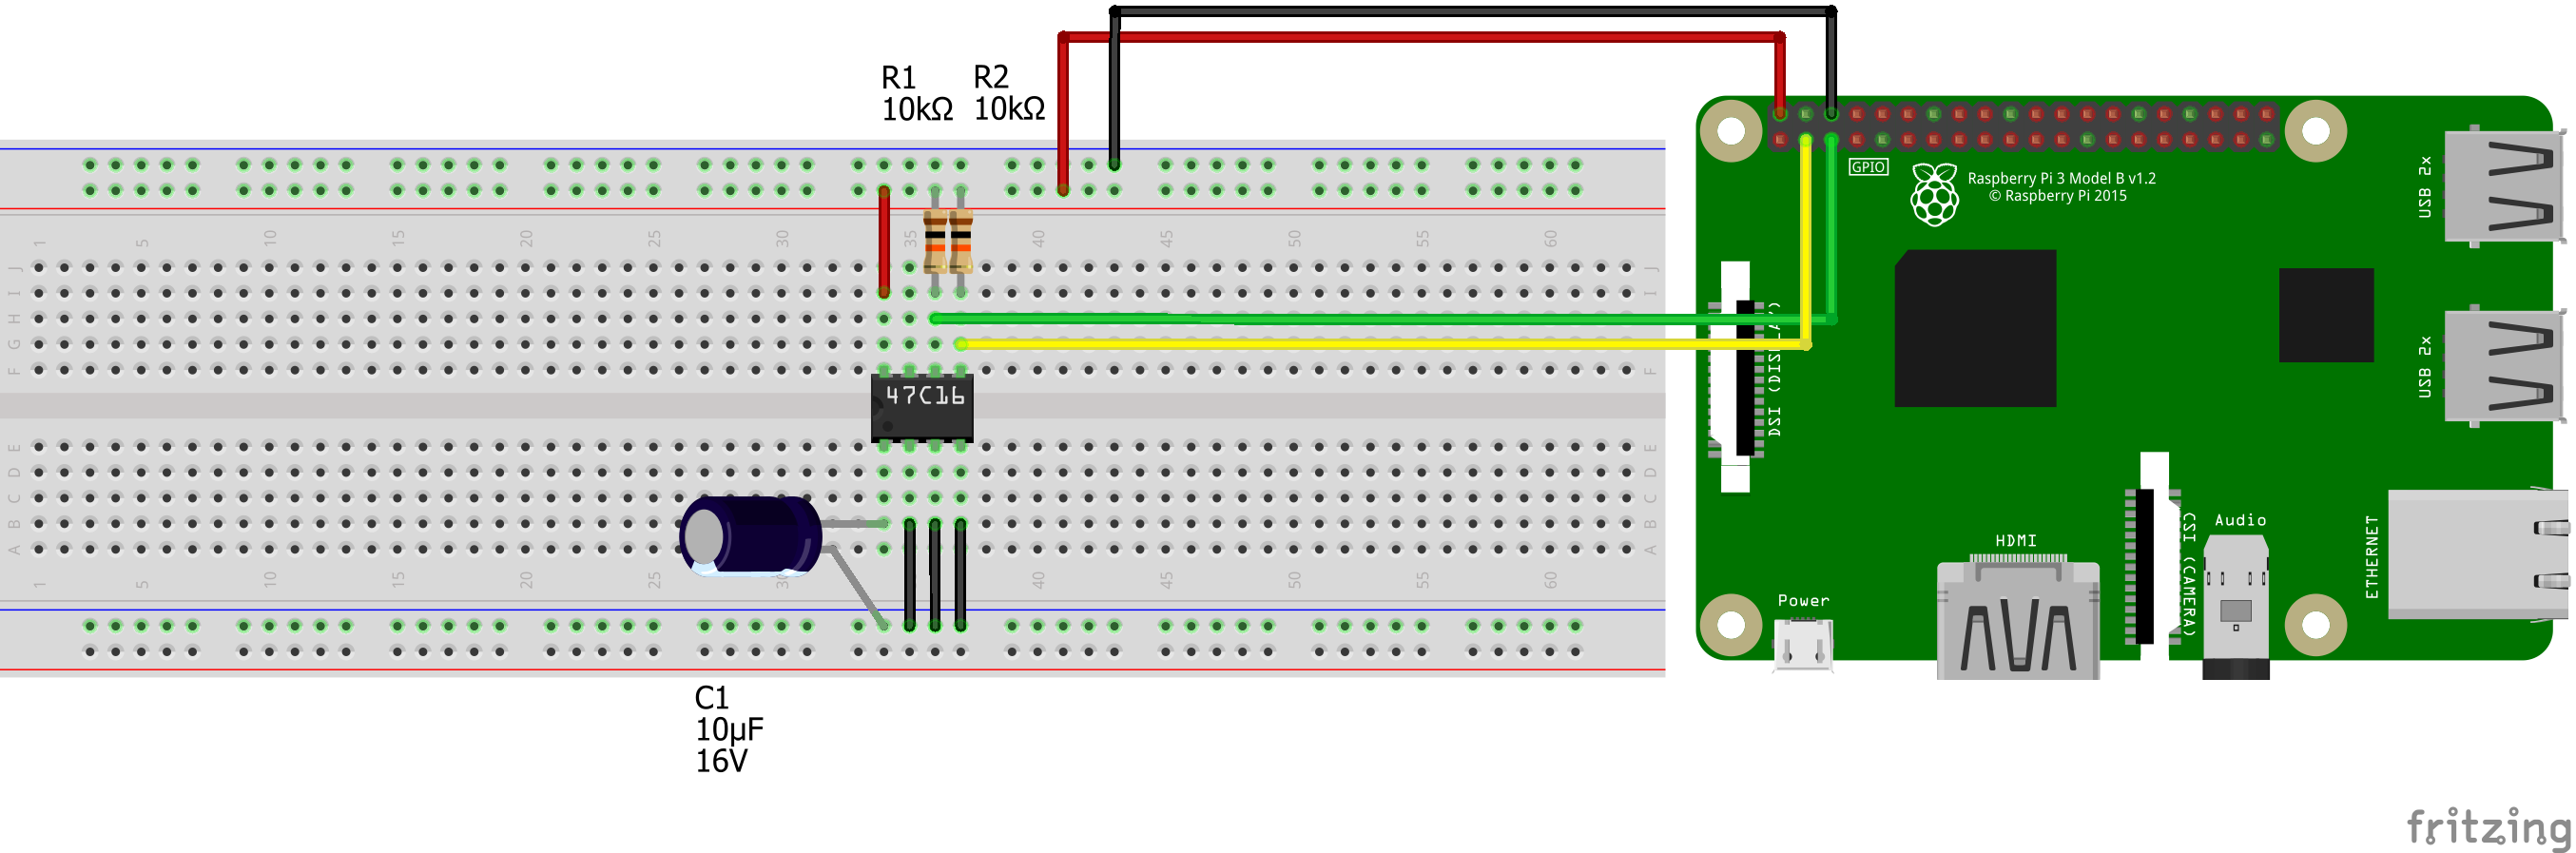 R1
10kΩ
R2
10kΩ
1 5 10 15 20 25 30 35 40 45 50 55 60
J J
I I
H H
G G
F F
47C16
E E
D D
C C
B B
A A
1 5 10 15 20 25 30 40 45 50 55 60
C1
10µF
16V
GPIO
Raspberry Pi 3 Model B v1.2
© Raspberry Pi 2015
USB 2x
USB 2x
DSI (DISPLAY)
Power
HDMI
CSI (CAMERA)
Audio
ETHERNET
fritzing